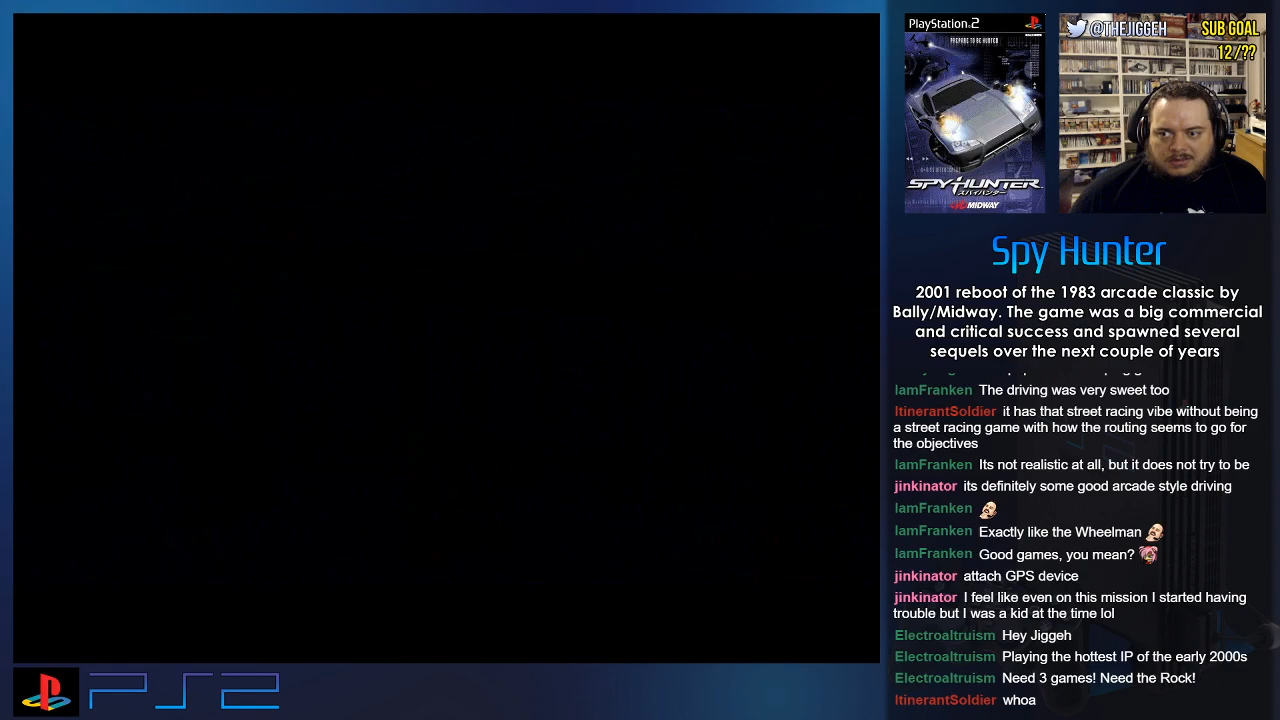 PlayStation 2
PREPARE TO BE HUNTED
SPYHUNTER
スパイハンター
MIDWAY
@THEJIGGEH
SUB GOAL
12/??
Spy Hunter
2001 reboot of the 1983 arcade classic by
Bally/Midway. The game was a big commercial
and critical success and spawned several
sequels over the next couple of years
IamFranken The driving was very sweet too
ItinerantSoldier it has that street racing vibe without being
a street racing game with how the routing seems to go for
the objectives
IamFranken Its not realistic at all, but it does not try to be
jinkinator its definitely some good arcade style driving
IamFranken
IamFranken Exactly like the Wheelman
IamFranken Good games, you mean?
jinkinator attach GPS device
jinkinator I feel like even on this mission I started having
trouble but I was a kid at the time lol
Electroaltruism Hey Jiggeh
Electroaltruism Playing the hottest IP of the early 2000s
Electroaltruism Need 3 games! Need the Rock!
ItinerantSoldier whoa
PS2